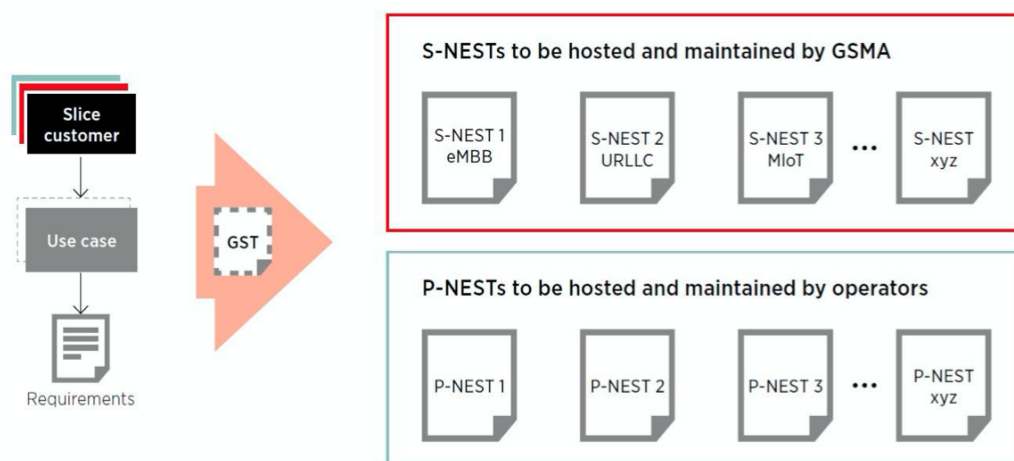 Slice
customer
Use case
Requirements
GST
S-NESTs to be hosted and maintained by GSMA
S-NEST 1
eMBB
S-NEST 2
URLLC
S-NEST 3
MIoT
...
S-NEST
xyz
P-NESTs to be hosted and maintained by operators
P-NEST 1
P-NEST 2
P-NEST 3
...
P-NEST
xyz